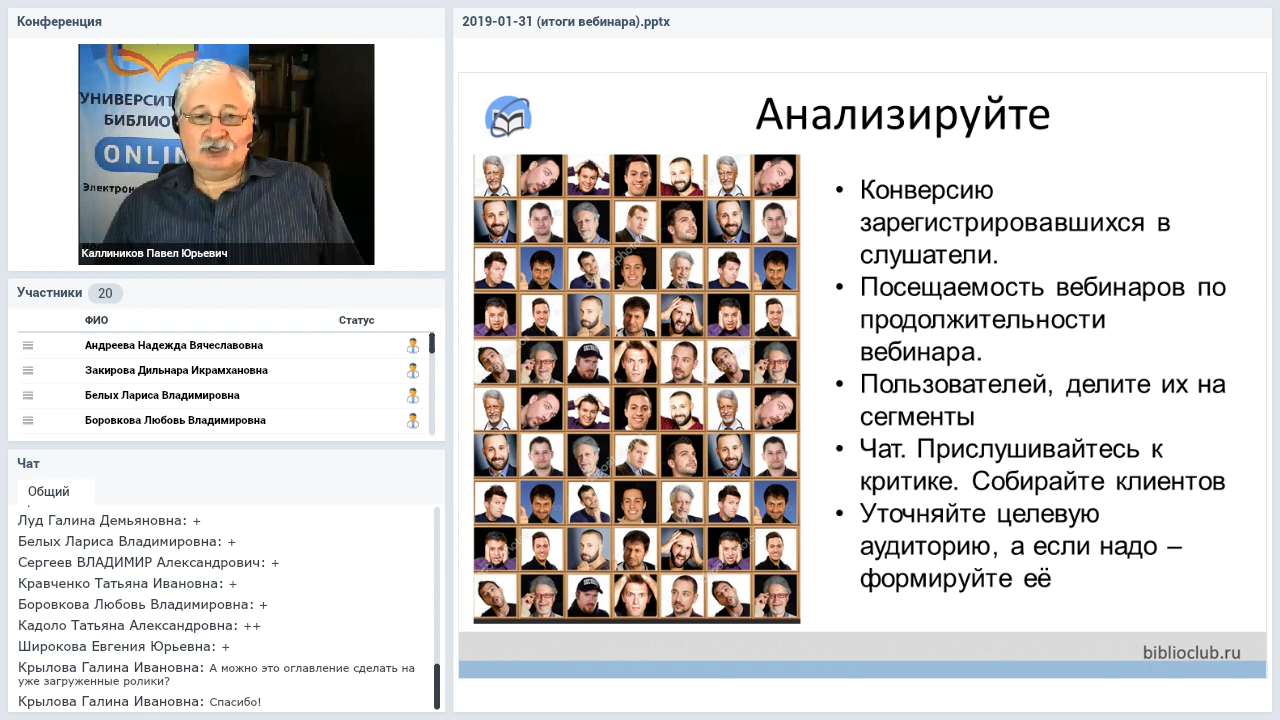 Конференция
УНИВЕРСИТ
БИБЛИО
ONLIN
Электрон
Каллиников Павел Юрьевич
Участники 20
ФИО Статус
Андреева Надежда Вячеславовна
Закирова Дильнара Икрамхановна
Белых Лариса Владимировна
Боровкова Любовь Владимировна
Чат
Общий
Луд Галина Демьяновна: +
Белых Лариса Владимировна: +
Сергеев ВЛАДИМИР Александрович: +
Кравченко Татьяна Ивановна: +
Боровкова Любовь Владимировна: +
Кадоло Татьяна Александровна: ++
Широкова Евгения Юрьевна: +
Крылова Галина Ивановна: А можно это оглавление сделать на
уже загруженные ролики?
Крылова Галина Ивановна: Спасибо!
2019-01-31 (итоги вебинара).pptx
Анализируйте
• Конверсию
зарегистрировавшихся в
слушатели.
• Посещаемость вебинаров по
продолжительности
вебинара.
• Пользователей, делите их на
сегменты
• Чат. Прислушивайтесь к
критике. Собирайте клиентов
• Уточняйте целевую
аудиторию, а если надо –
формируйте её
biblioclub.ru